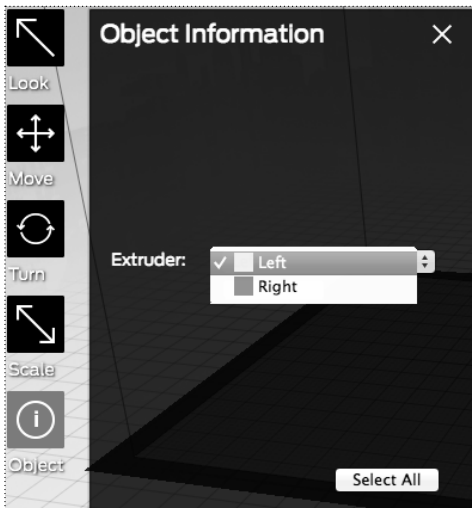 Object Information
Look
Move
Turn
Scale
Object
Extruder:
Left
Right
Select All